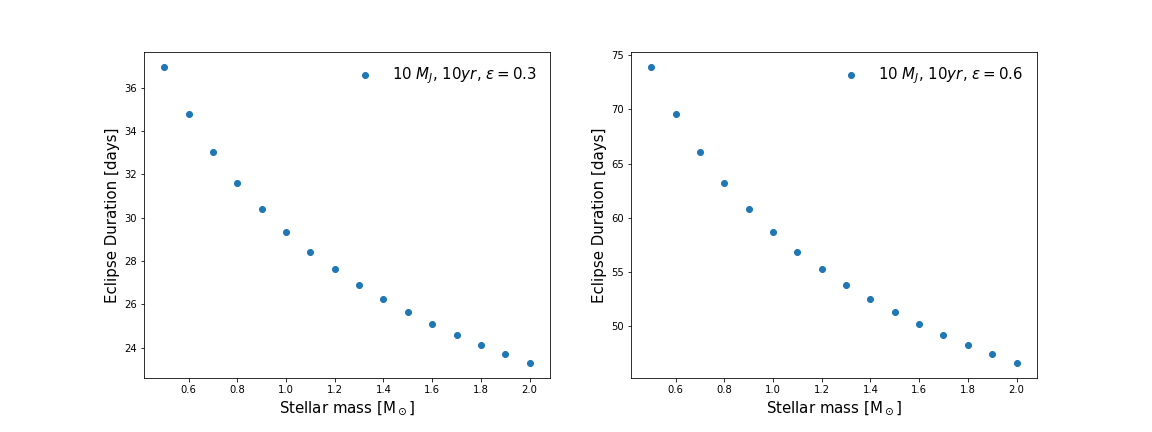 10 M_J, 10yr, ε = 0.3
36
34
32
30
28
26
24
Eclipse Duration [days]
0.6 0.8 1.0 1.2 1.4 1.6 1.8 2.0
Stellar mass [M_⊙]
10 M_J, 10yr, ε = 0.6
75
70
65
60
55
50
Eclipse Duration [days]
0.6 0.8 1.0 1.2 1.4 1.6 1.8 2.0
Stellar mass [M_⊙]